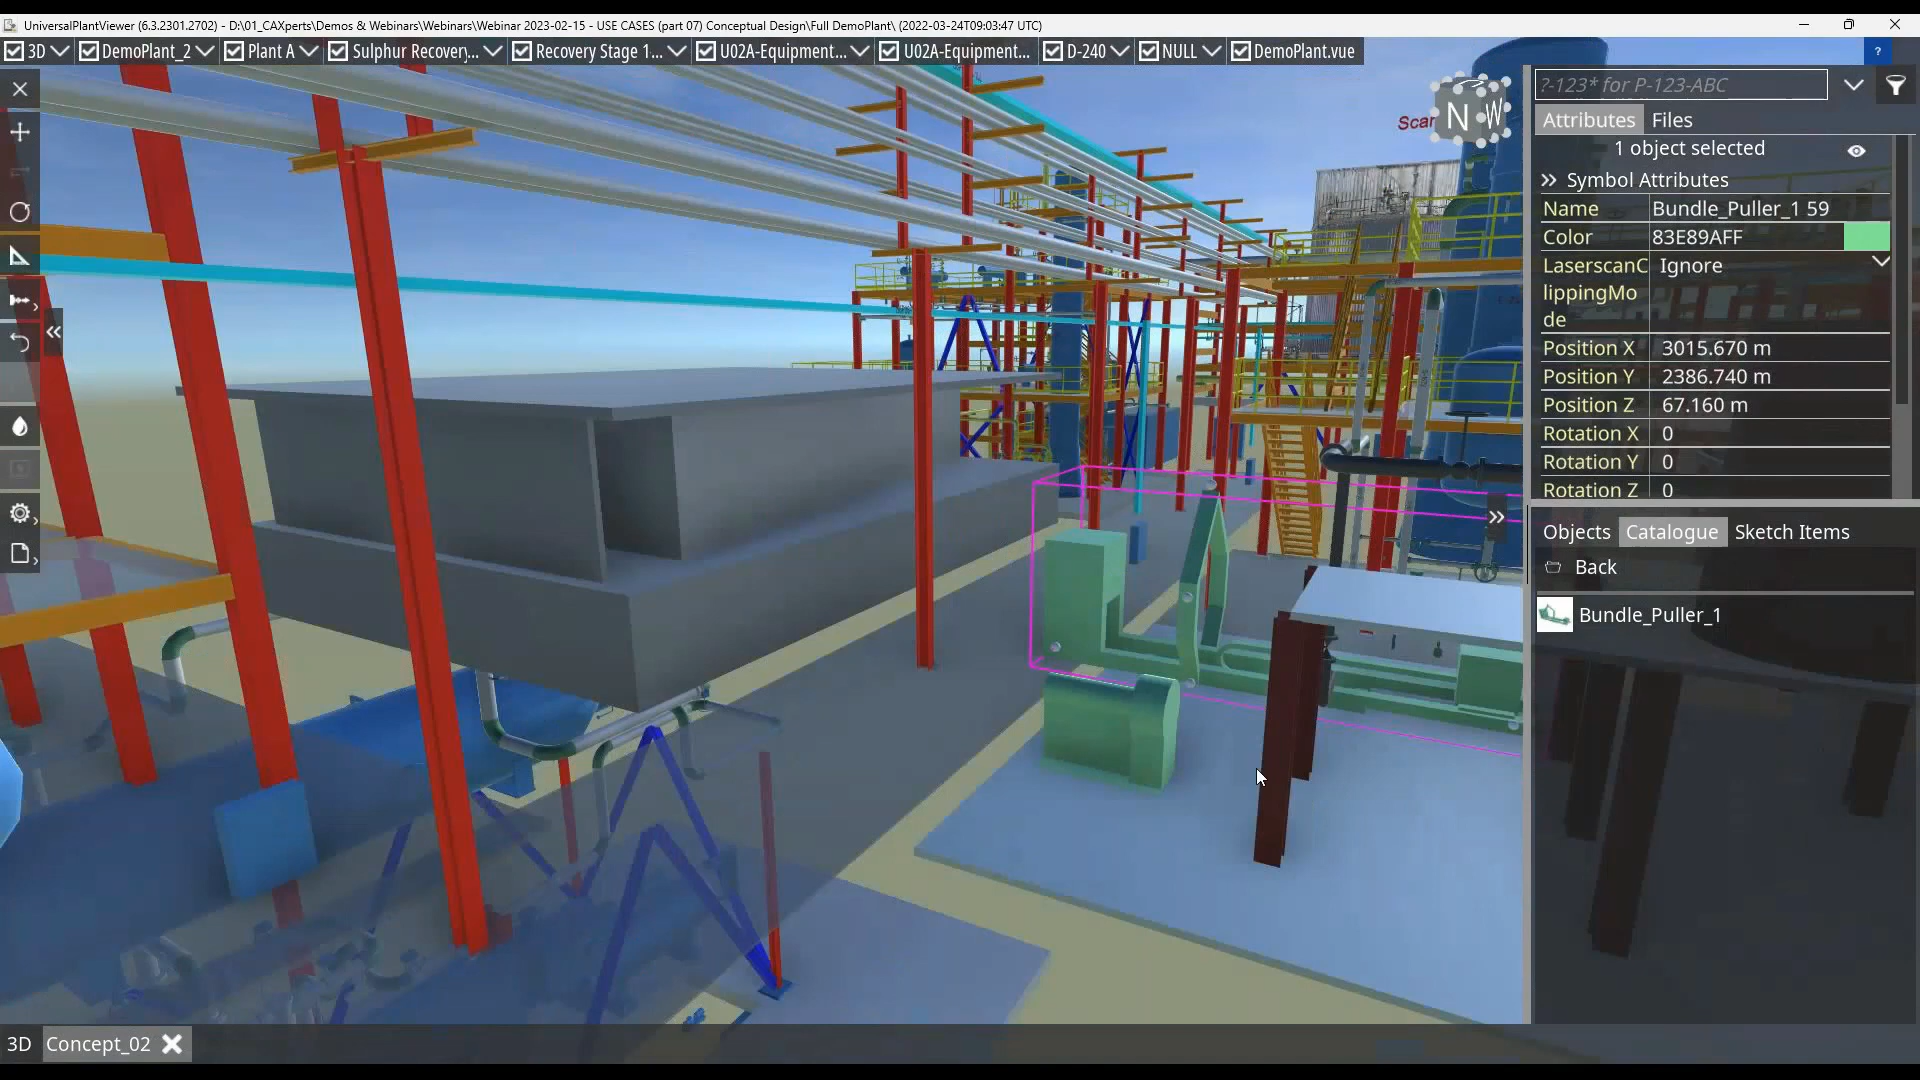 UniversalPlantViewer (6.3.2301.2702) - D:\01_CAXperts\Demos & Webinars\Webinars\Webinar 2023-02-15 - USE CASES (part 07) Conceptual Design\Full DemoPlant\ (2022-03-24T09:03:47 UTC)
3D DemoPlant_2 Plant A Sulphur Recovery... Recovery Stage 1... U02A-Equipment... U02A-Equipment... D-240 NULL DemoPlant.vue ?
?-123* for P-123-ABC
Scan N W
Attributes Files
1 object selected
Symbol Attributes
Name Bundle_Puller_1 59
Color 83E89AFF
LaserscanC Ignore
lippingMo
de
Position X 3015.670 m
Position Y 2386.740 m
Position Z 67.160 m
Rotation X 0
Rotation Y 0
Rotation Z 0
Objects Catalogue Sketch Items
Back
Bundle_Puller_1
3D Concept_02